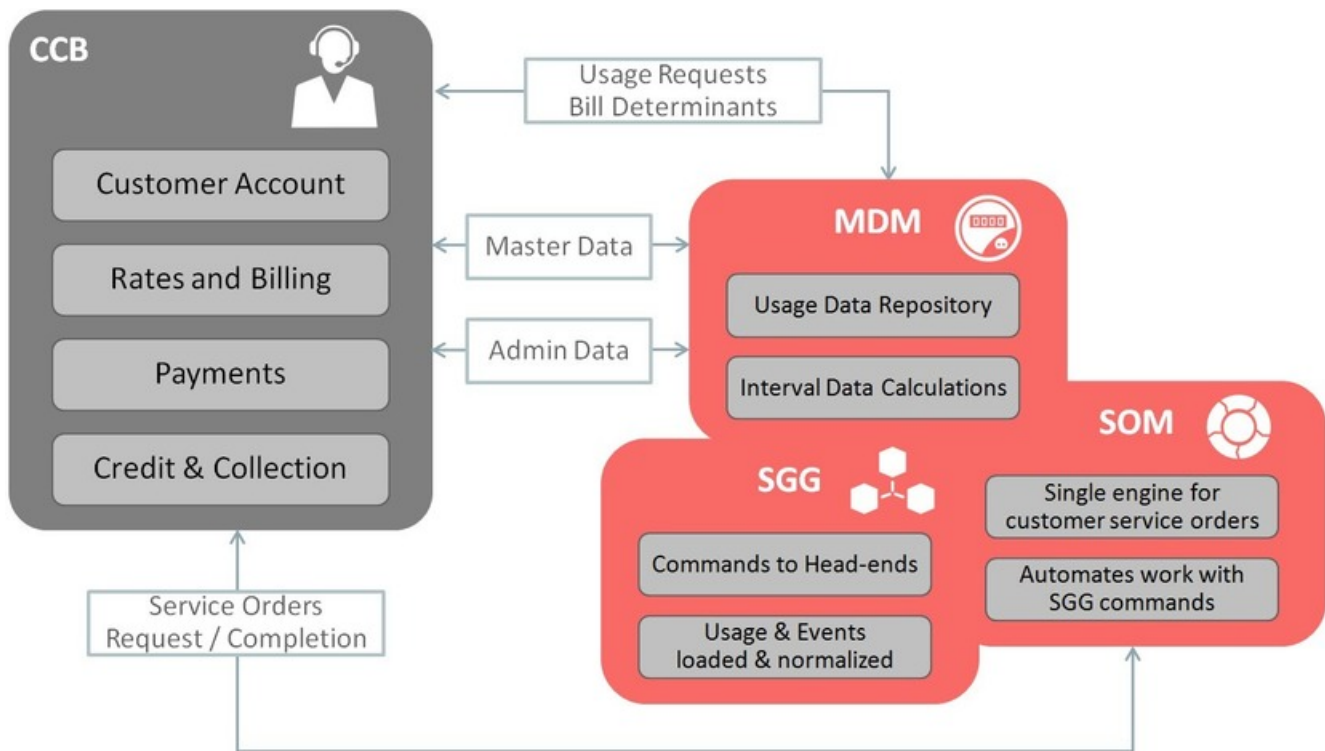 CCB
Customer Account
Rates and Billing
Payments
Credit & Collection
Usage Requests
Bill Determinants
Master Data
Admin Data
Service Orders
Request / Completion
MDM
0000
Usage Data Repository
Interval Data Calculations
SGG
Commands to Head-ends
Usage & Events
loaded & normalized
SOM
Single engine for
customer service orders
Automates work with
SGG commands